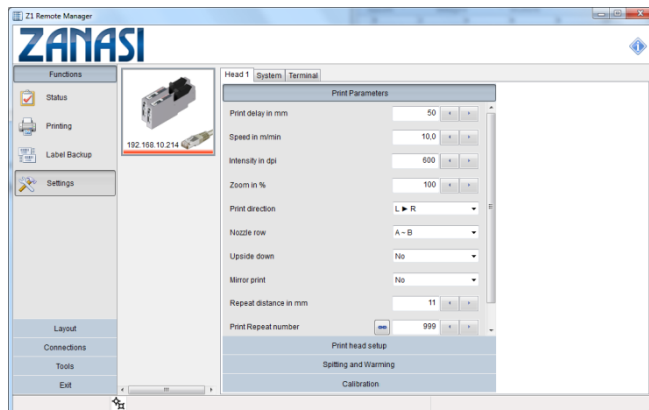 Z1 Remote Manager
ZANASI
Functions
Status
Printing
Label Backup
Settings
Layout
Connections
Tools
Exit
192.168.10.214
Head 1 System Terminal
Print Parameters
Print delay in mm 50
Speed in m/min 10,0
Intensity in dpi 600
Zoom in % 100
Print direction L ► R
Nozzle row A – B
Upside down No
Mirror print No
Repeat distance in mm 11
Print Repeat number 999
Print head setup
Spitting and Warming
Calibration